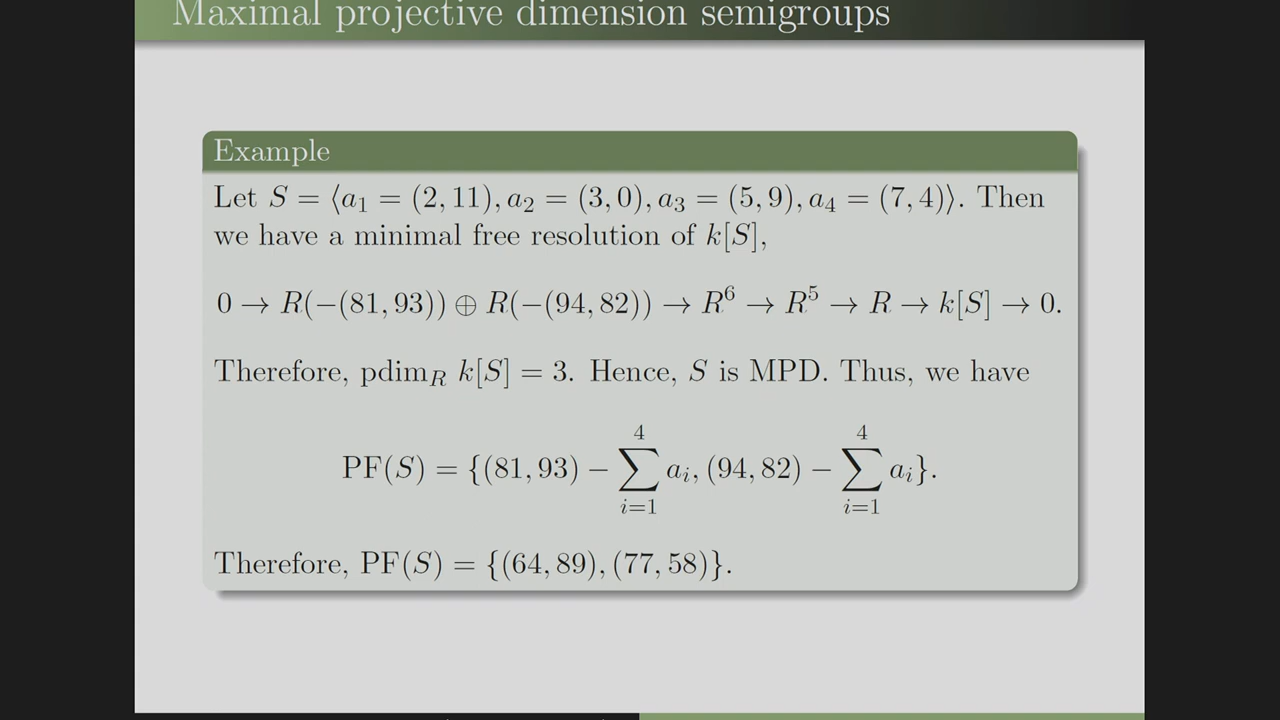 Maximal projective dimension semigroups
Example
Let S = ⟨a₁ = (2, 11), a₂ = (3, 0), a₃ = (5, 9), a₄ = (7, 4)⟩. Then
we have a minimal free resolution of k[S],
0 → R(−(81, 93)) ⊕ R(−(94, 82)) → R⁶ → R⁵ → R → k[S] → 0.
Therefore, pdim_R k[S] = 3. Hence, S is MPD. Thus, we have
PF(S) = {(81, 93) − ∑_{i=1}^{4} a_i, (94, 82) − ∑_{i=1}^{4} a_i}.
Therefore, PF(S) = {(64, 89), (77, 58)}.